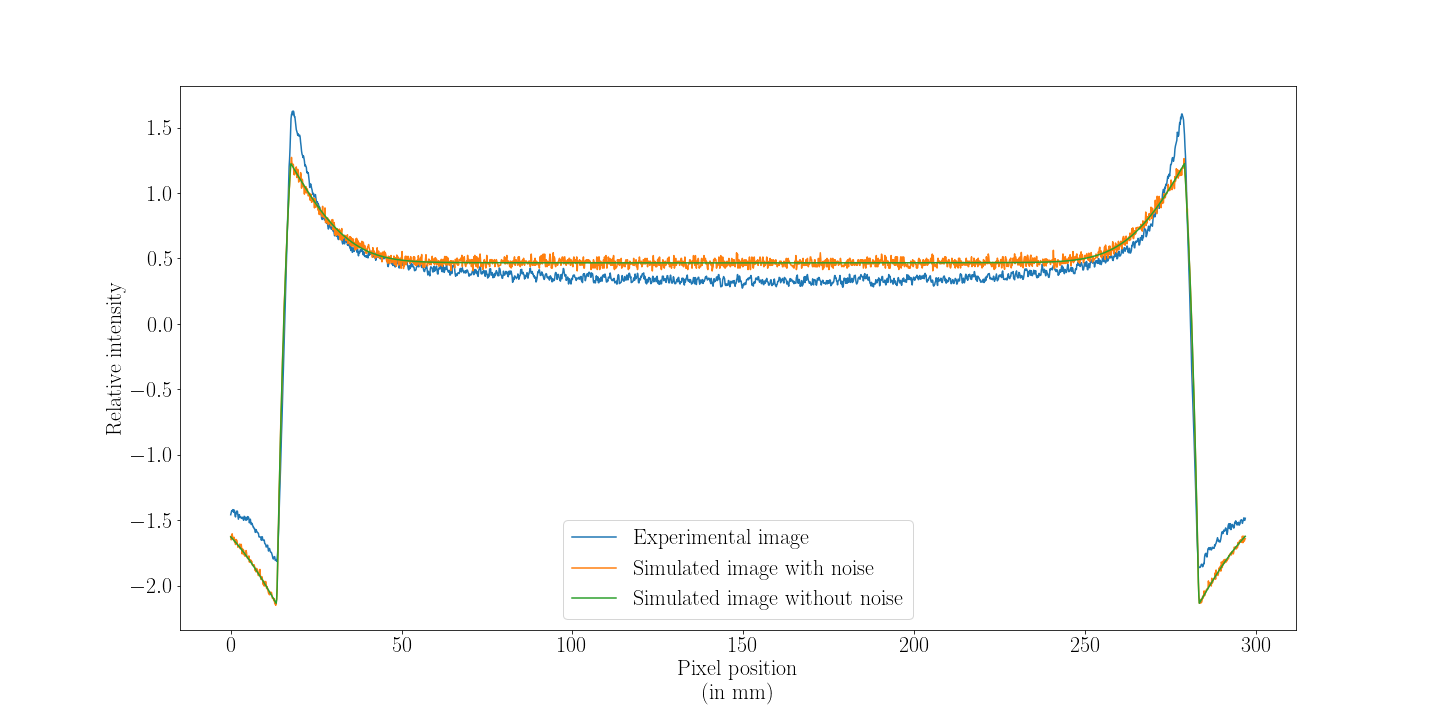 1.5
1.0
0.5
0.0
−0.5
−1.0
−1.5
−2.0
Relative intensity
Experimental image
Simulated image with noise
Simulated image without noise
0 50 100 150 200 250 300
Pixel position
(in mm)